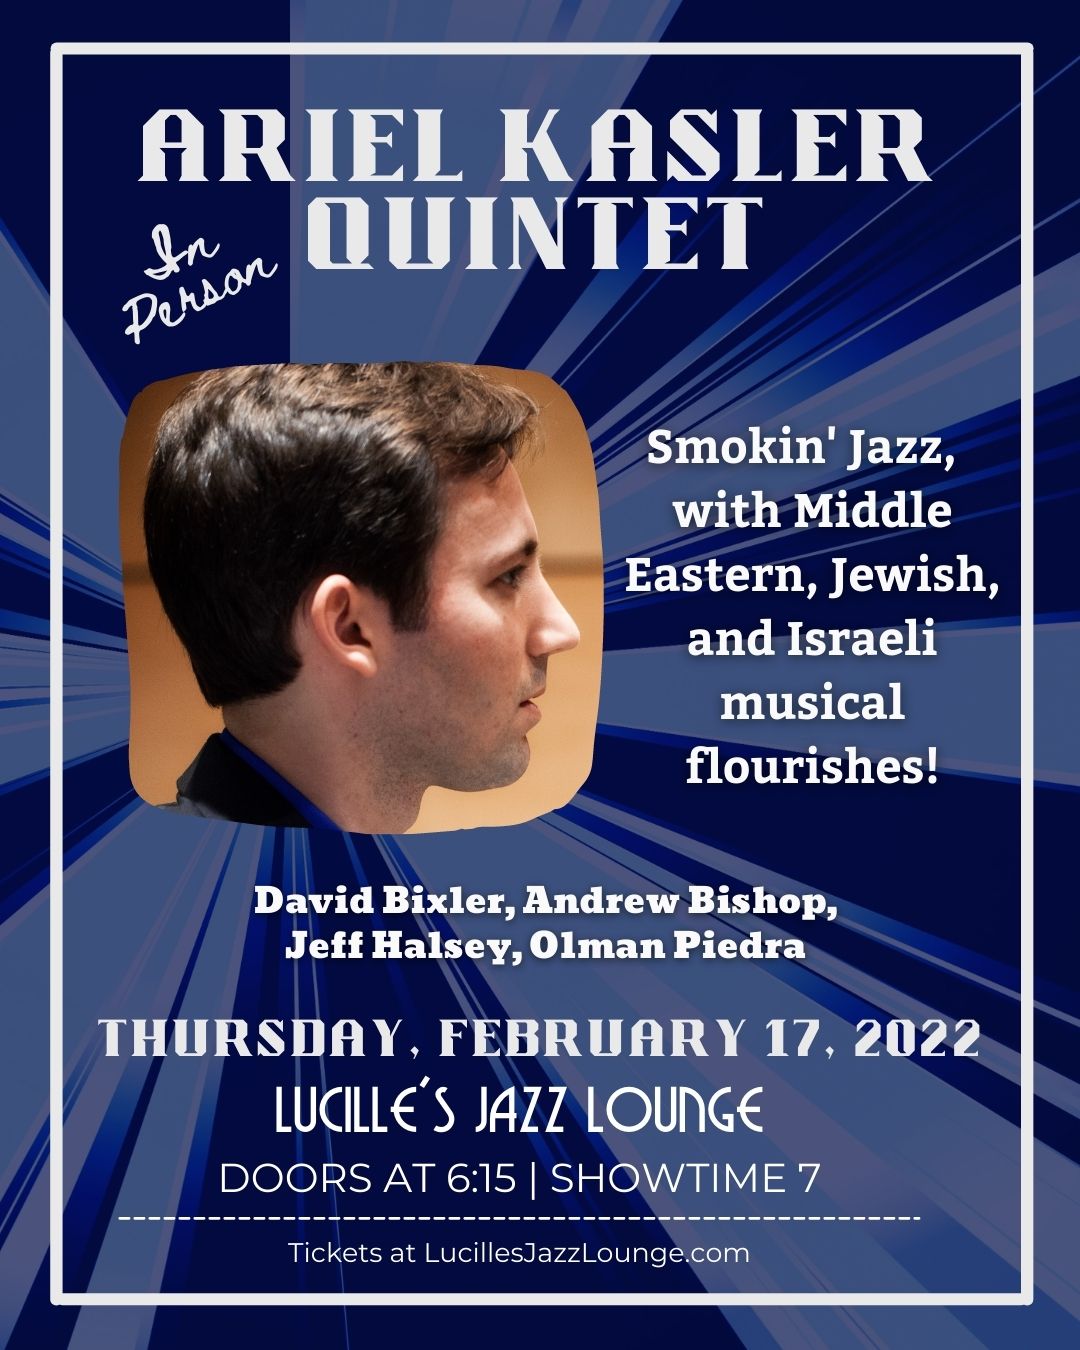 ARIEL KASLER
QUINTET
In
Person
Smokin' Jazz,
with Middle
Eastern, Jewish,
and Israeli
musical
flourishes!
David Bixler, Andrew Bishop,
Jeff Halsey, Olman Piedra
THURSDAY, FEBRUARY 17, 2022
LUCILLE'S JAZZ LOUNGE
DOORS AT 6:15 | SHOWTIME 7
Tickets at LucillesJazzLounge.com